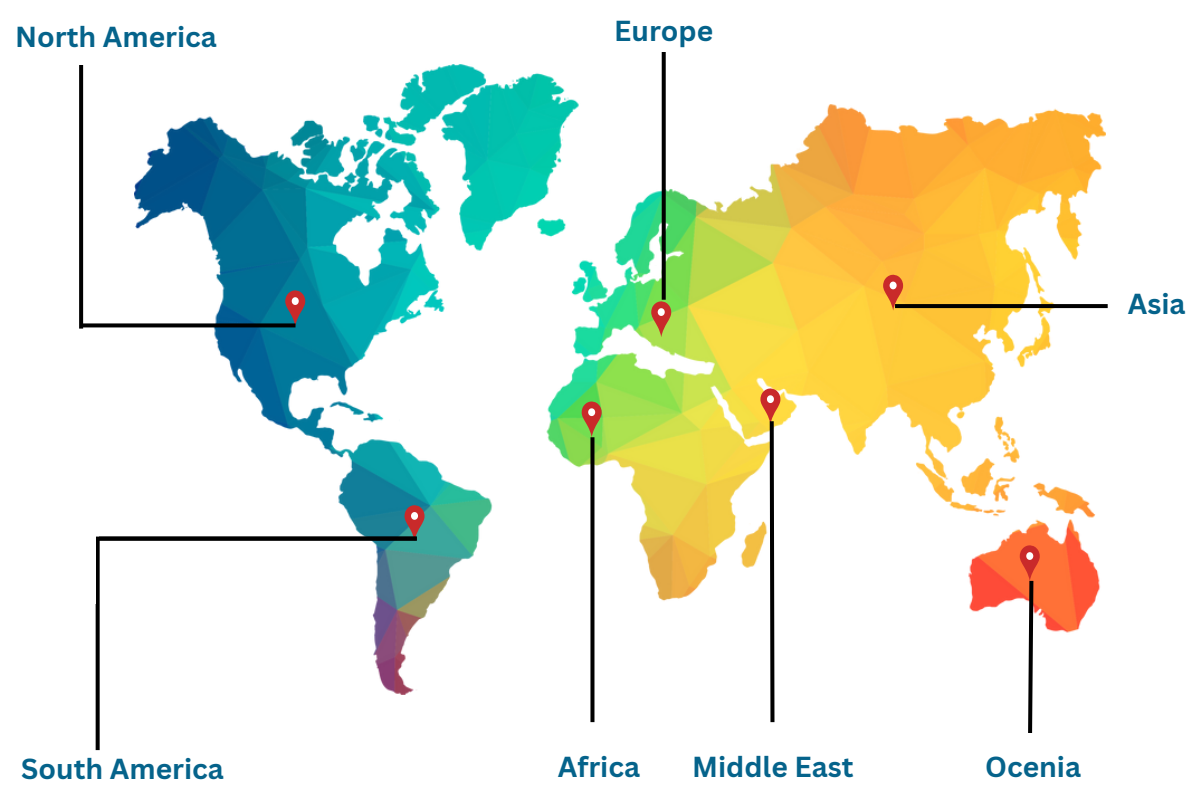 North America
Europe
Asia
South America
Africa
Middle East
Ocenia